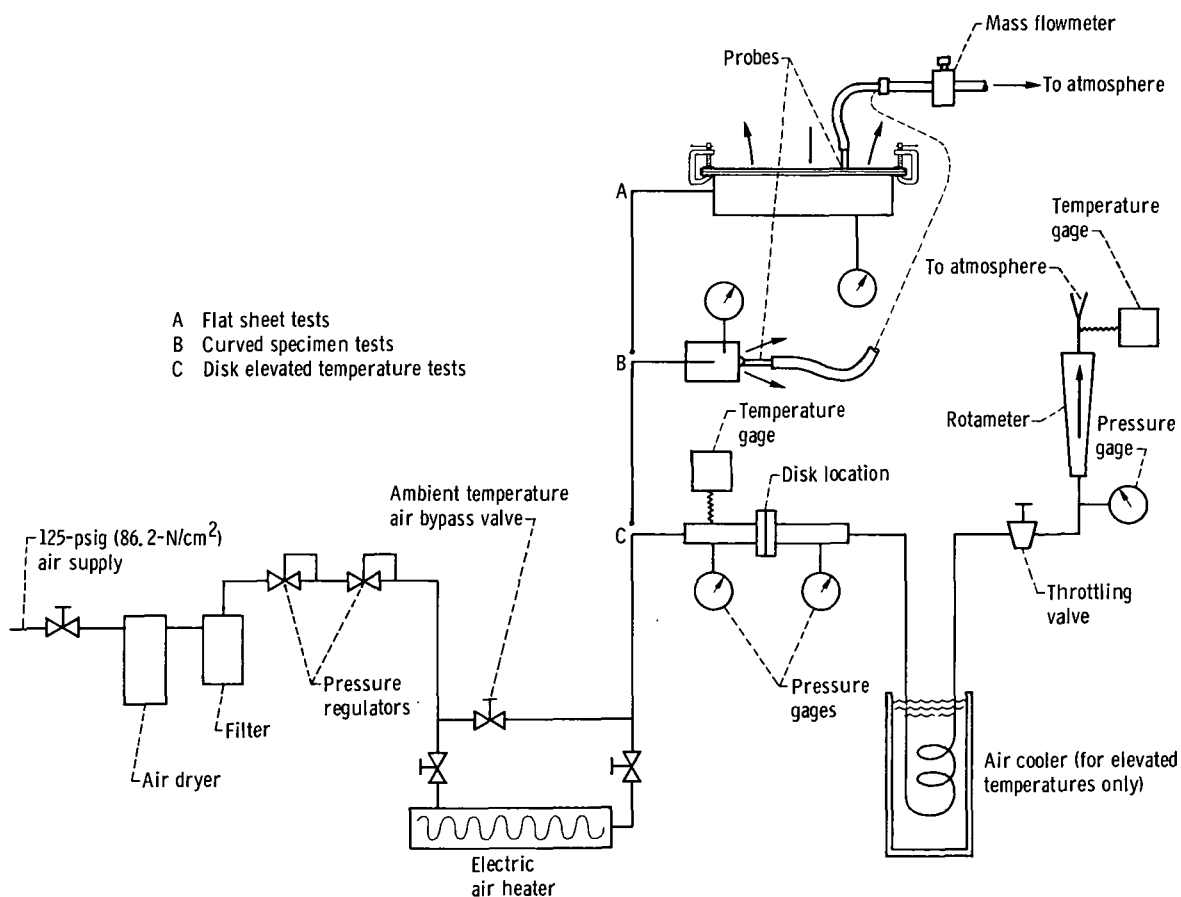 Mass flowmeter
Probes
To atmosphere
A
Temperature
gage
To atmosphere
A Flat sheet tests
B Curved specimen tests
C Disk elevated temperature tests
B
Temperature
gage
Rotameter
Pressure
gage
Disk location
Ambient temperature
air bypass valve
125-psig (86.2-N/cm²)
air supply
C
Throttling
valve
Pressure
regulators
Pressure
gages
Filter
Air dryer
Air cooler (for elevated
temperatures only)
Electric
air heater